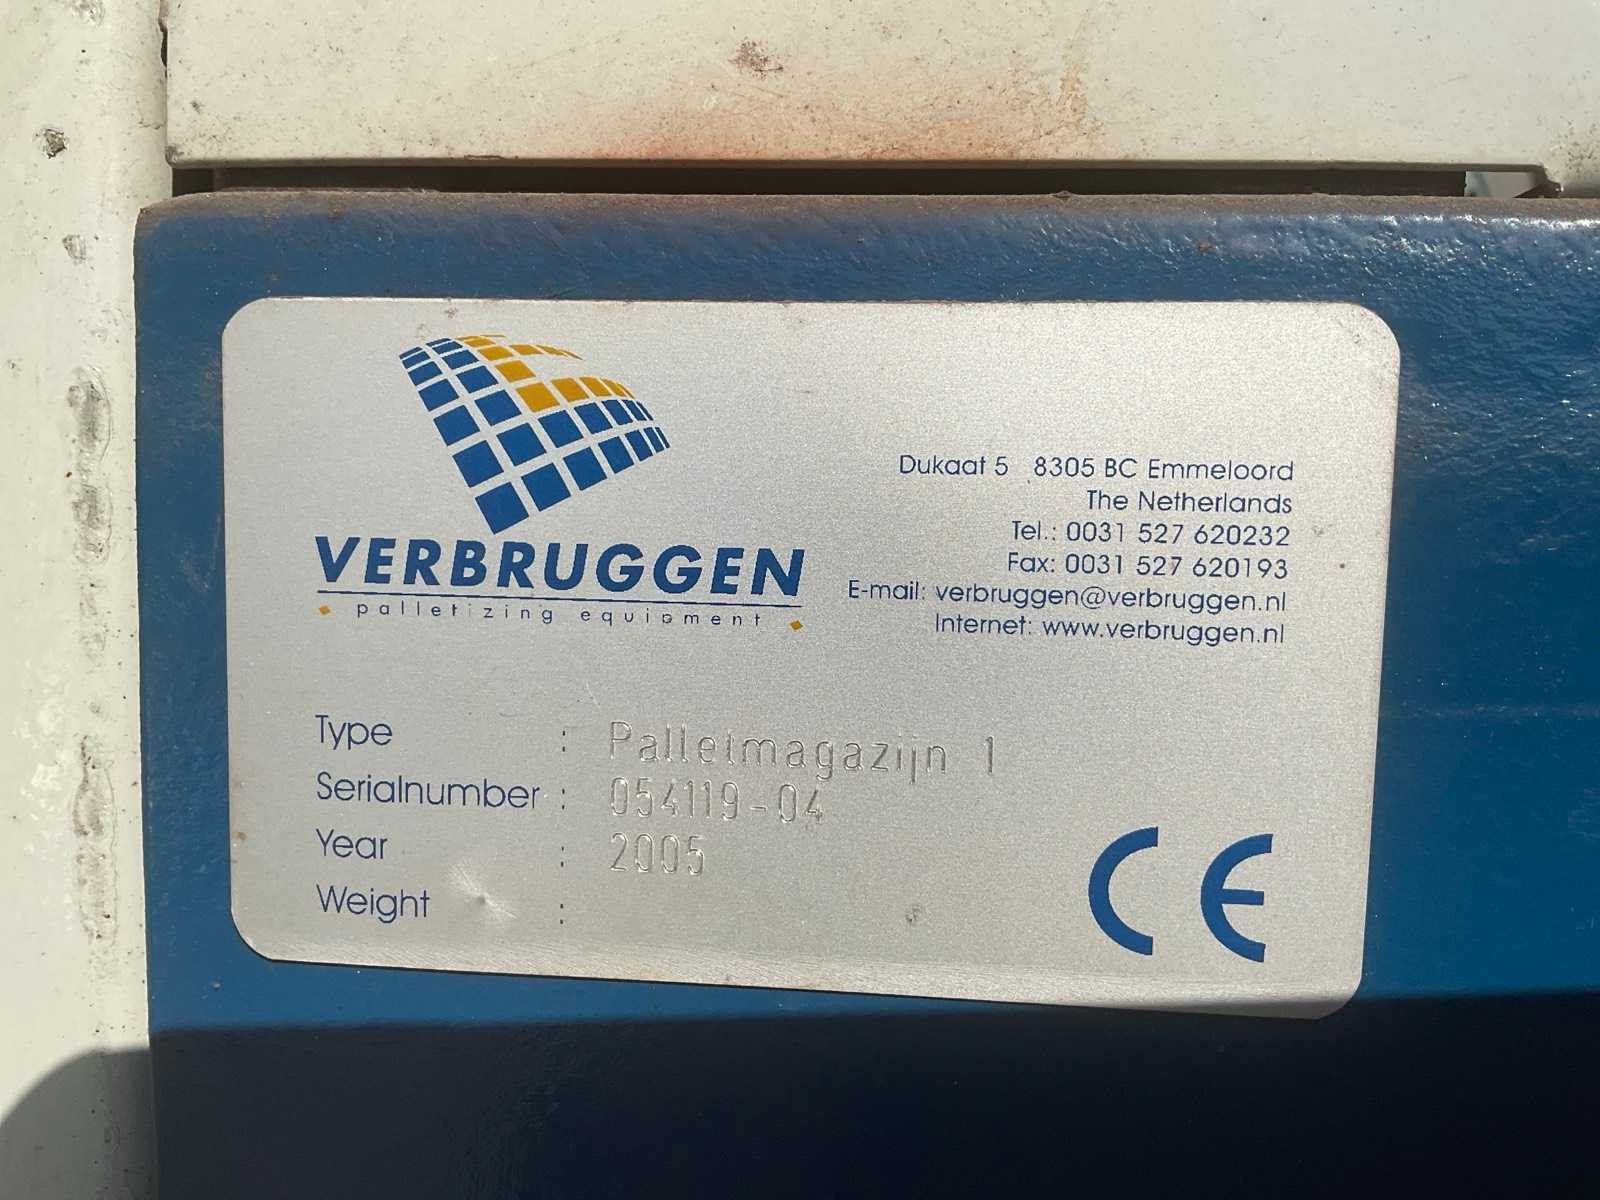 VERBRUGGEN
palletizing equipment
Dukaat 5 8305 BC Emmeloord
The Netherlands
Tel.: 0031 527 620232
Fax: 0031 527 620193
E-mail: verbruggen@verbruggen.nl
Internet: www.verbruggen.nl
Type : Palletmagazijn 1
Serialnumber : 054119-04
Year : 2005
Weight :
CE